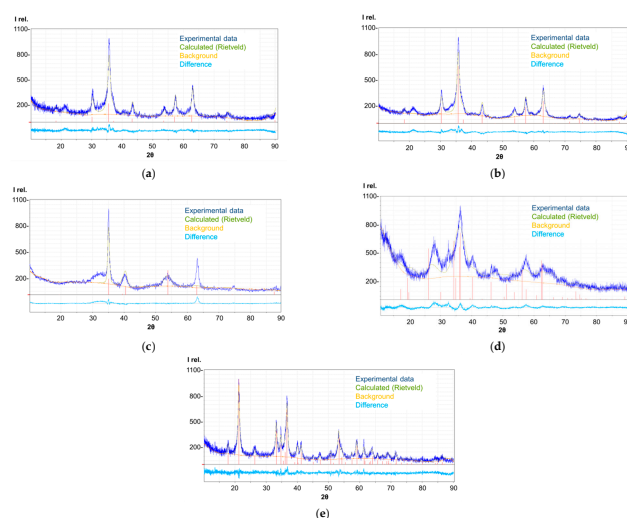 I rel.
1100
800
500
200
Experimental data
Calculated (Rietveld)
Background
Difference
20 30 40 50 60 70 80 90
2θ
(a)
I rel.
1100
800
500
200
Experimental data
Calculated (Rietveld)
Background
Difference
20 30 40 50 60 70 80
2θ
(b)
I rel.
1100
800
500
200
Experimental data
Calculated (Rietveld)
Background
Difference
20 30 40 50 60 70 80 90
2θ
(c)
I rel.
1100
800
500
200
Experimental data
Calculated (Rietveld)
Background
Difference
20 30 40 50 60 70 80
2θ
(d)
I rel.
1100
800
500
200
Experimental data
Calculated (Rietveld)
Background
Difference
20 30 40 50 60 70 80 90
2θ
(e)